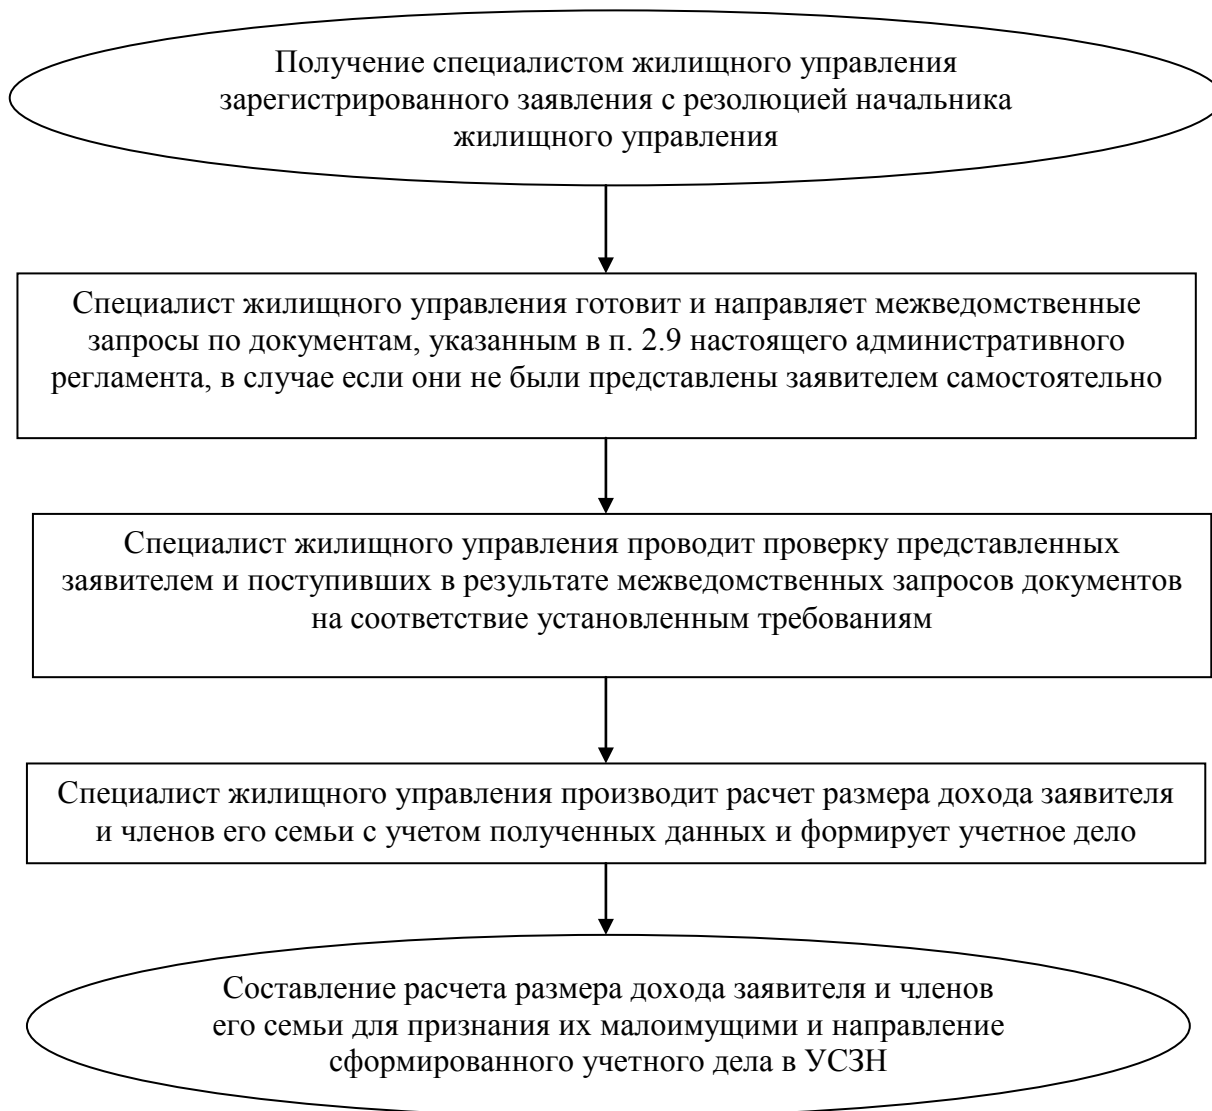 Получение специалистом жилищного управления
зарегистрированного заявления с резолюцией начальника
жилищного управления
Специалист жилищного управления готовит и направляет межведомственные
запросы по документам, указанным в п. 2.9 настоящего административного
регламента, в случае если они не были представлены заявителем самостоятельно
Специалист жилищного управления проводит проверку представленных
заявителем и поступивших в результате межведомственных запросов документов
на соответствие установленным требованиям
Специалист жилищного управления производит расчет размера дохода заявителя
и членов его семьи с учетом полученных данных и формирует учетное дело
Составление расчета размера дохода заявителя и членов
его семьи для признания их малоимущими и направление
сформированного учетного дела в УСЗН